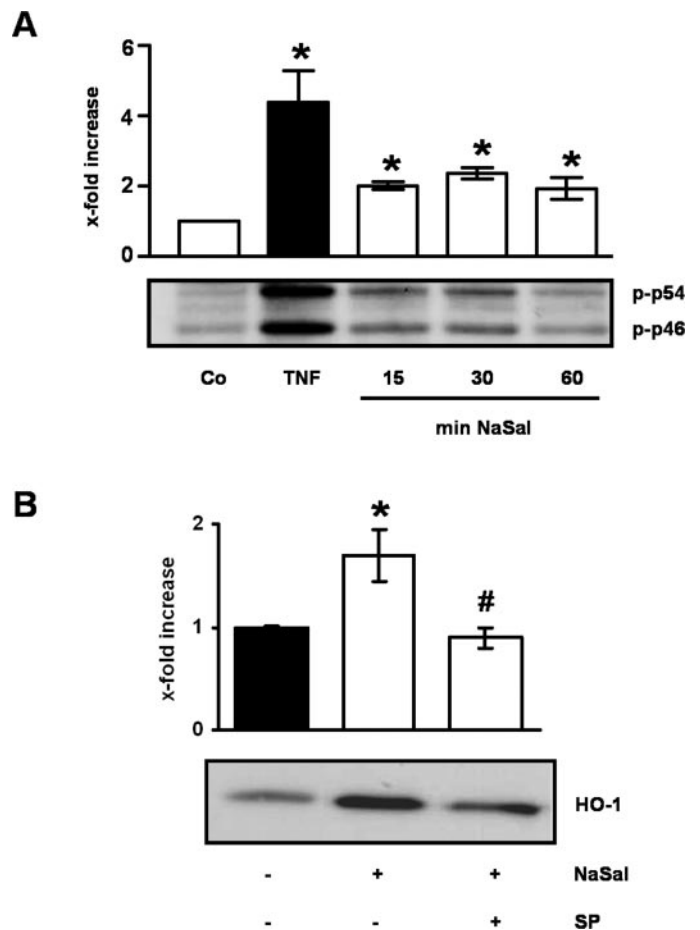 A
x-fold increase
6
4
2
0
*
*
*
*
p-p54
p-p46
Co TNF 15 30 60
min NaSal
B
x-fold increase
2
1
0
*
#
HO-1
- + + NaSal
- - + SP